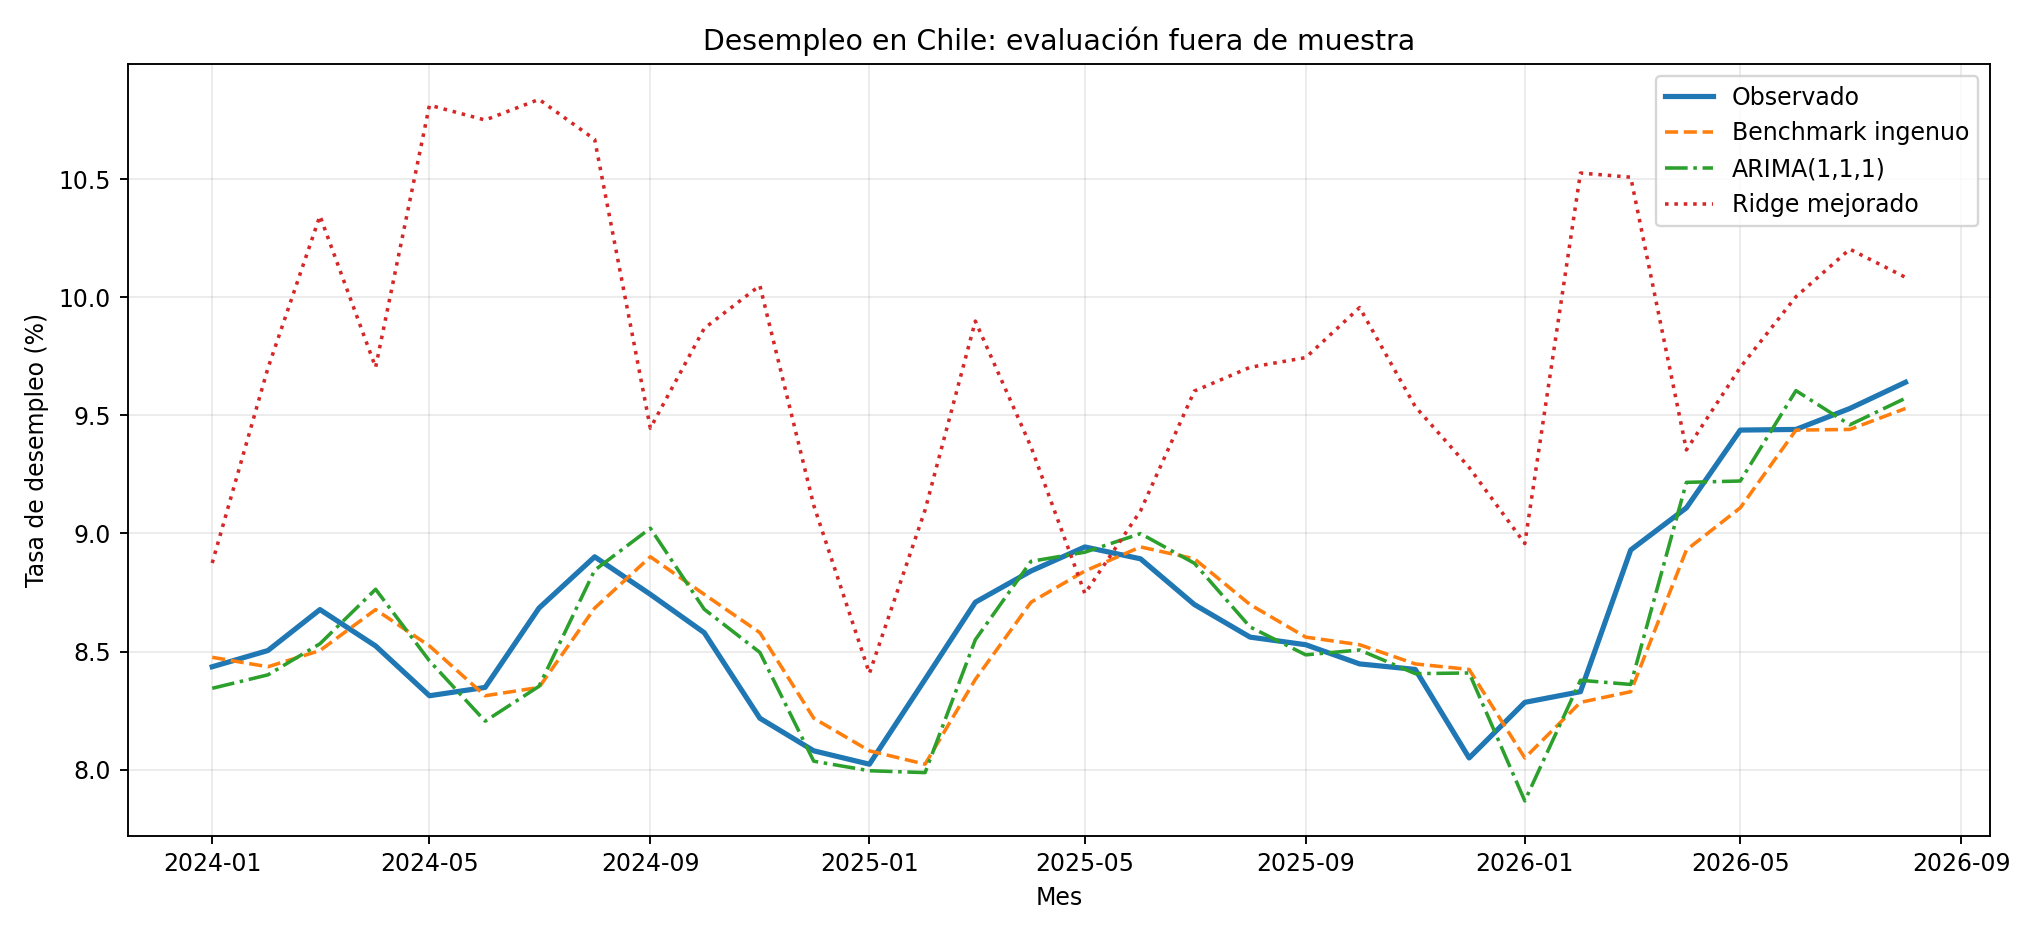 Desempleo en Chile: evaluación fuera de muestra
Observado
Benchmark ingenuo
ARIMA(1,1,1)
Ridge mejorado
Tasa de desempleo (%)
10.5
10.0
9.5
9.0
8.5
8.0
2024-01 2024-05 2024-09 2025-01 2025-05 2025-09 2026-01 2026-05 2026-09
Mes